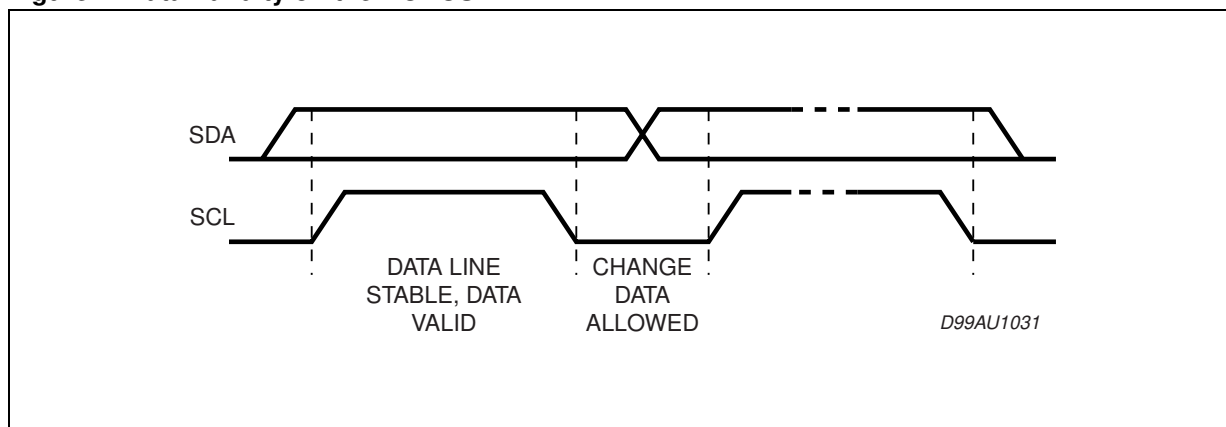 SDA
SCL
DATA LINE
STABLE, DATA
VALID
CHANGE
DATA
ALLOWED
D99AU1031